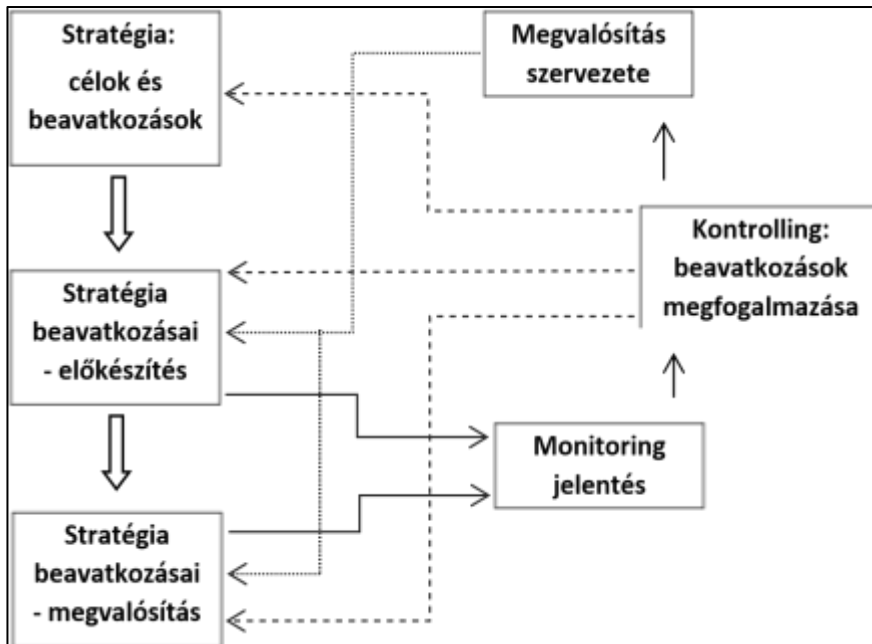 Stratégia:
célok és
beavatkozások
Megvalósítás
szervezete
Kontrolling:
beavatkozások
megfogalmazása
Stratégia
beavatkozásai
- előkészítés
Monitoring
jelentés
Stratégia
beavatkozásai
- megvalósítás